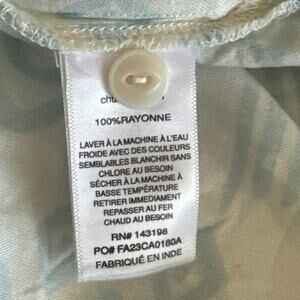 100%RAYONNE
LAVER À LA MACHINE À L'EAU
FROIDE AVEC DES COULEURS
SEMBLABLES BLANCHIR SANS
CHLORE AU BESOIN
SÉCHER À LA MACHINE À
BASSE TEMPÉRATURE
RETIRER IMMEDIATEMENT
REPASSER AU FER
CHAUD AU BESOIN
RN# 143198
PO# FA23CA0180A
FABRIQUÉ EN INDE